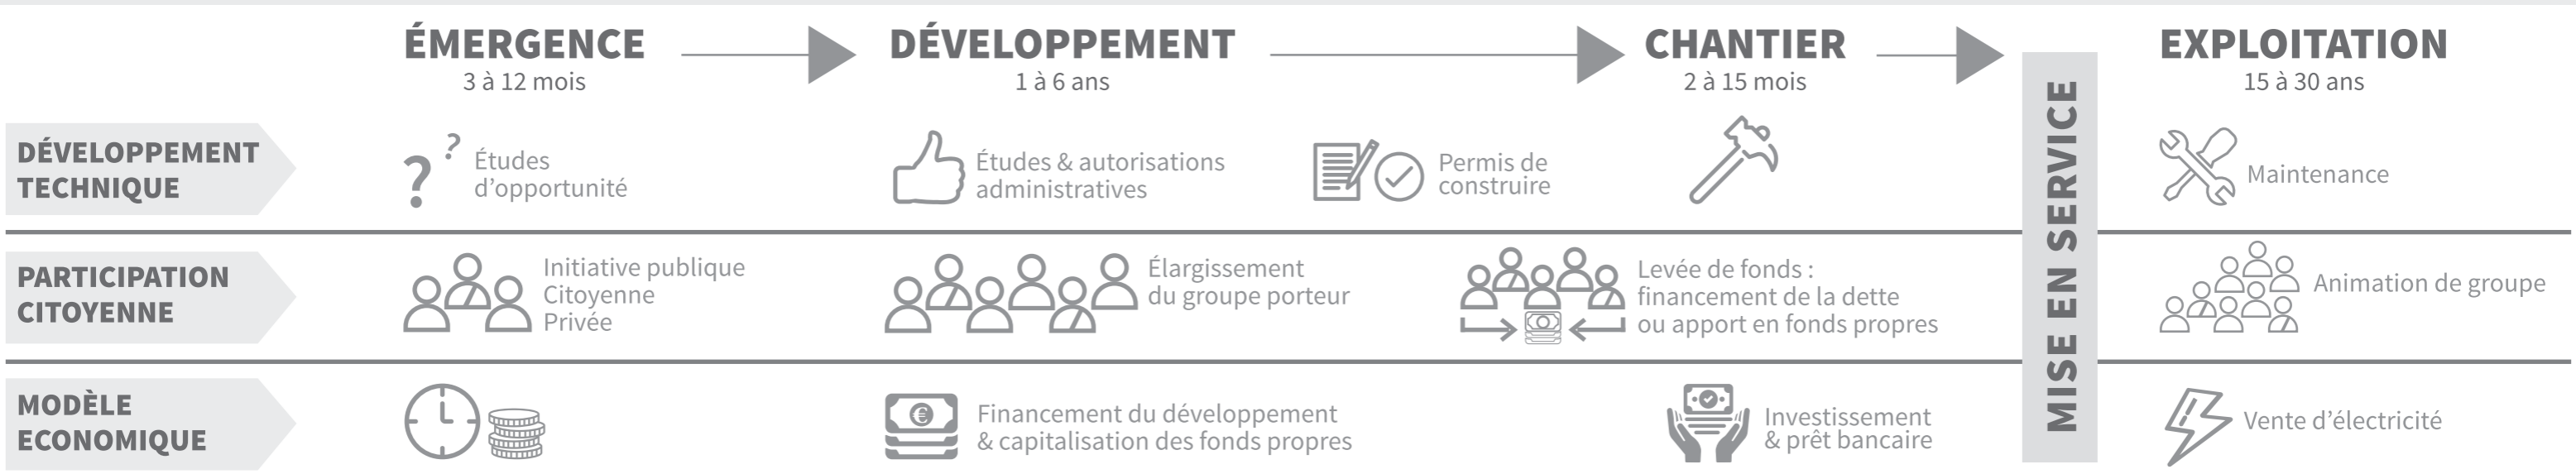 ÉMERGENCE
3 à 12 mois
DÉVELOPPEMENT
1 à 6 ans
CHANTIER
2 à 15 mois
EXPLOITATION
15 à 30 ans
MISE EN SERVICE
DÉVELOPPEMENT
TECHNIQUE
? ?
Études
d’opportunité
Études & autorisations
administratives
Permis de
construire
Maintenance
PARTICIPATION
CITOYENNE
Initiative publique
Citoyenne
Privée
Élargissement
du groupe porteur
Levée de fonds :
financement de la dette
ou apport en fonds propres
Animation de groupe
MODÈLE
ECONOMIQUE
€
Financement du développement
& capitalisation des fonds propres
Investissement
& prêt bancaire
Vente d’électricité